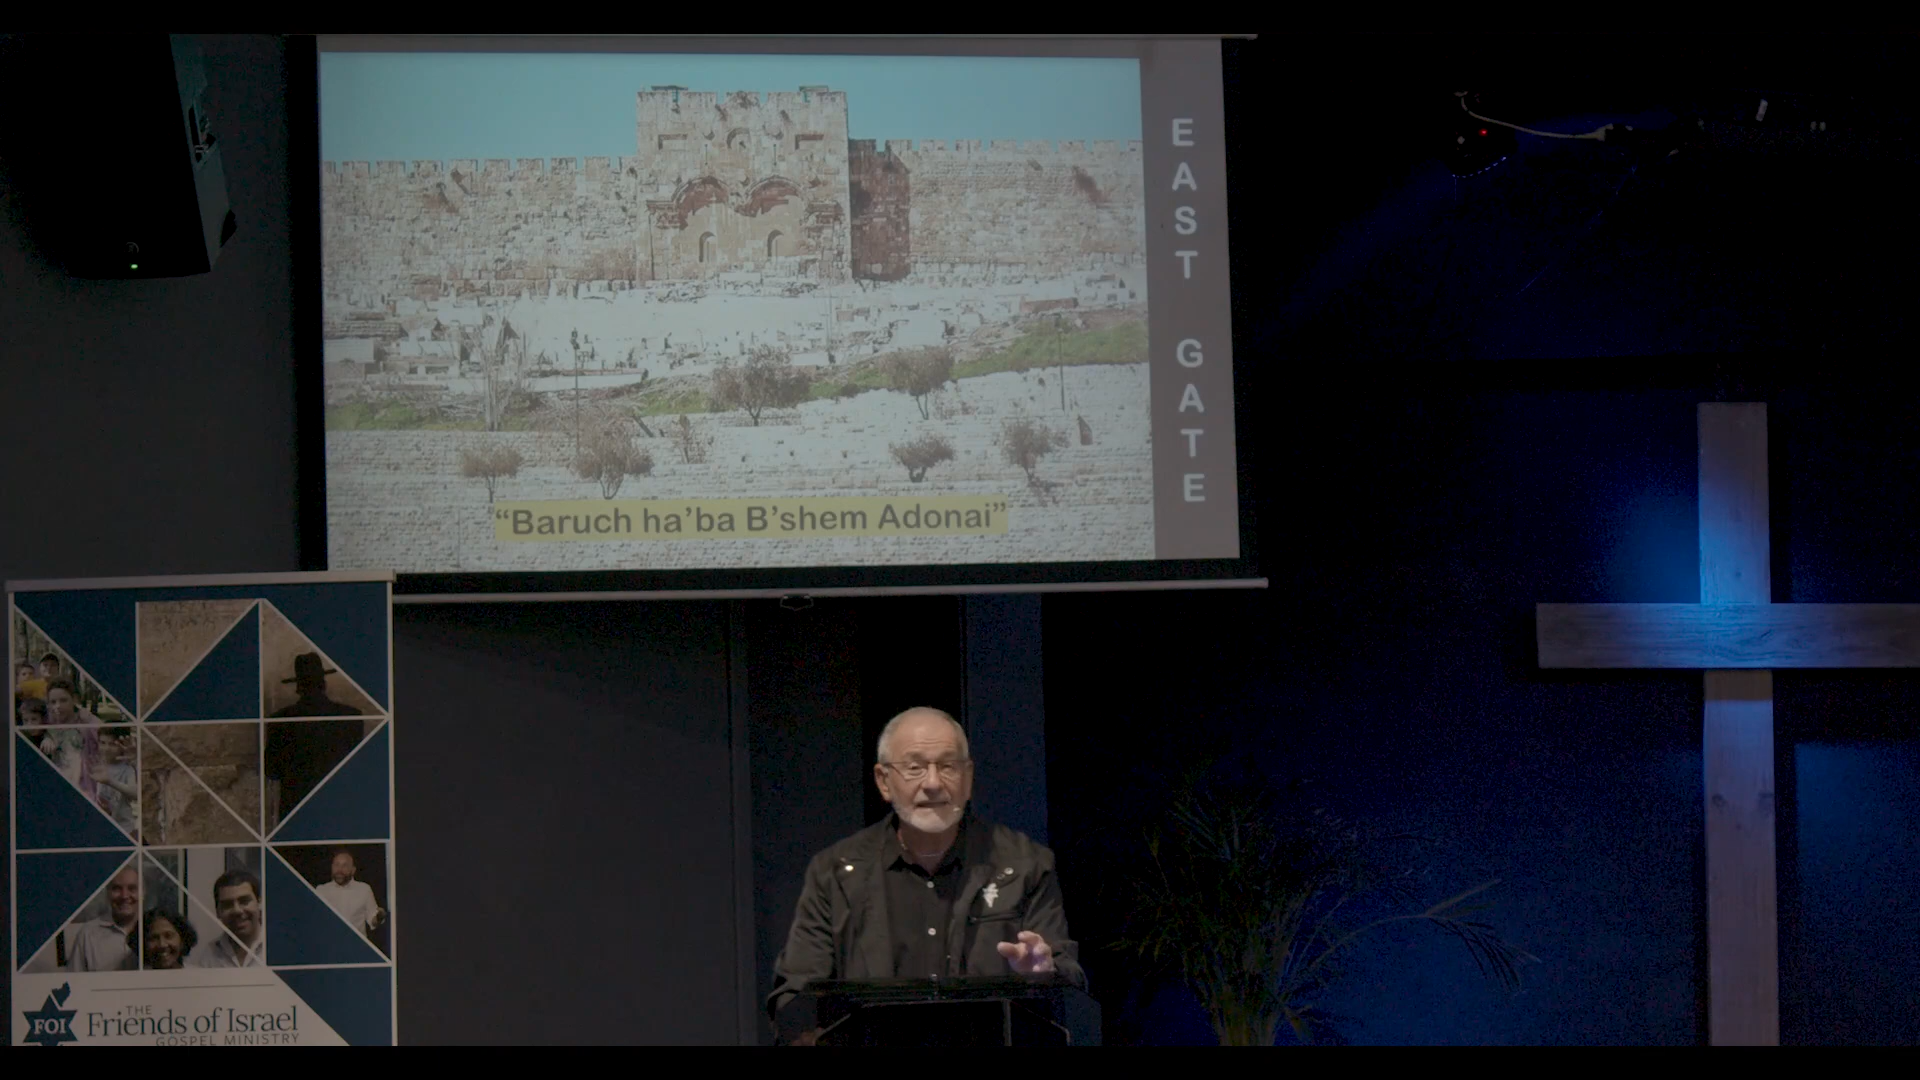 EAST GATE
“Baruch ha’ba B’shem Adonai”
FOI
THE
Friends of Israel
GOSPEL MINISTRY